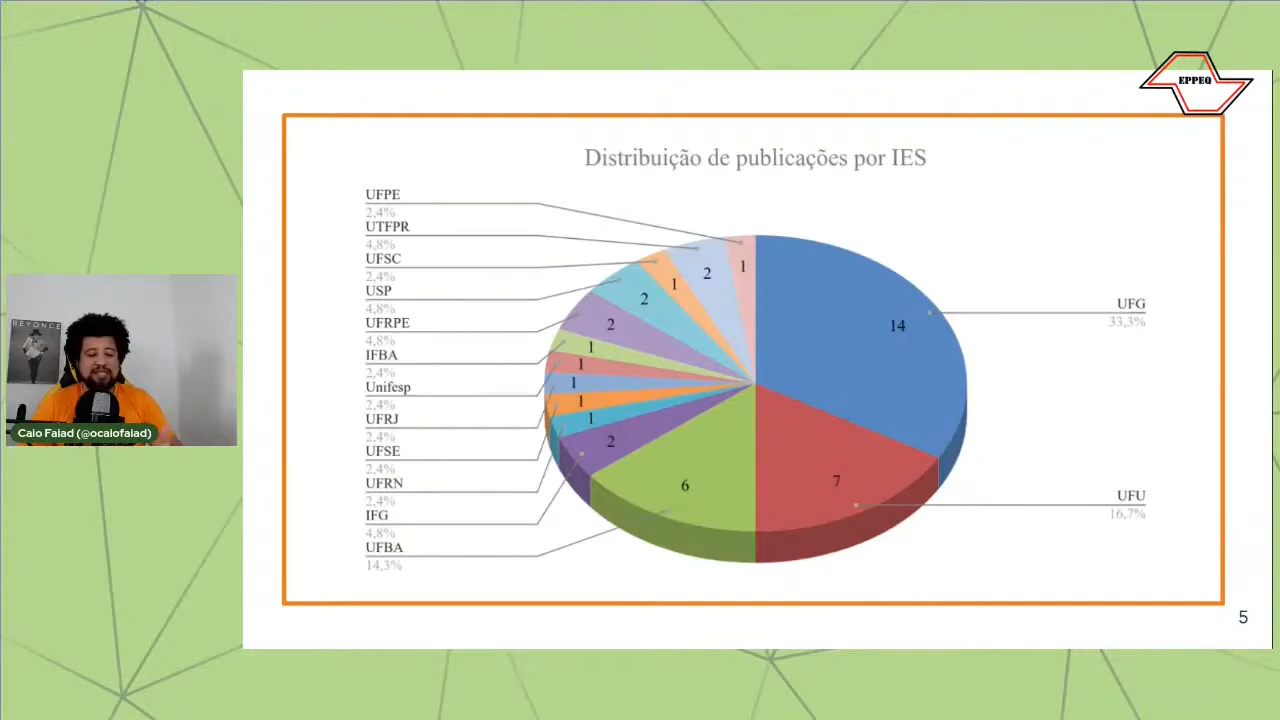 EPPEQ
Distribuição de publicações por IES
UFPE
2,4%
UTFPR
4,8%
UFSC
2,4%
USP
4,8%
UFRPE
4,8%
IFBA
2,4%
Unifesp
2,4%
UFRJ
2,4%
UFSE
2,4%
UFRN
2,4%
IFG
4,8%
UFBA
14,3%
1
2
1
2
2
1
1
1
1
1
2
6
7
14
UFG
33,3%
UFU
16,7%
BEYONCE
Caio Falad (@ocaiofalad)
5